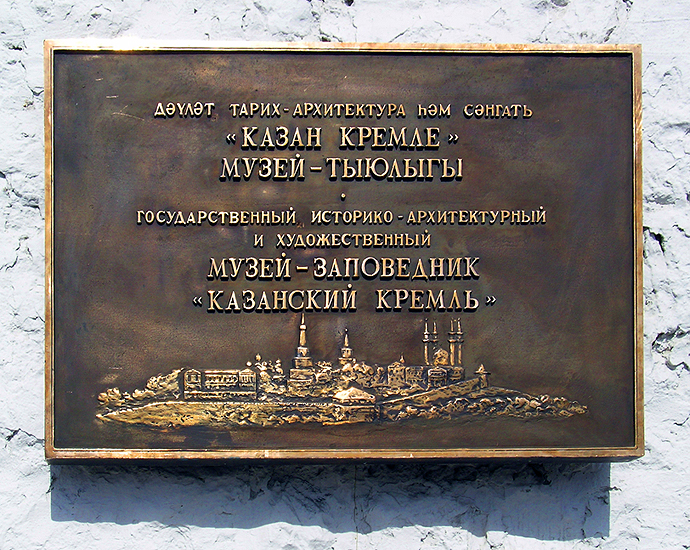 ДӘҮЛӘТ ТАРИХ-АРХИТЕКТУРА ҺӘМ СӘНГАТЬ
«КАЗАН КРЕМЛЕ»
МУЗЕЙ-ТЫЮЛЫГЫ
ГОСУДАРСТВЕННЫЙ ИСТОРИКО-АРХИТЕКТУРНЫЙ
И ХУДОЖЕСТВЕННЫЙ
МУЗЕЙ-ЗАПОВЕДНИК
«КАЗАНСКИЙ КРЕМЛЬ»